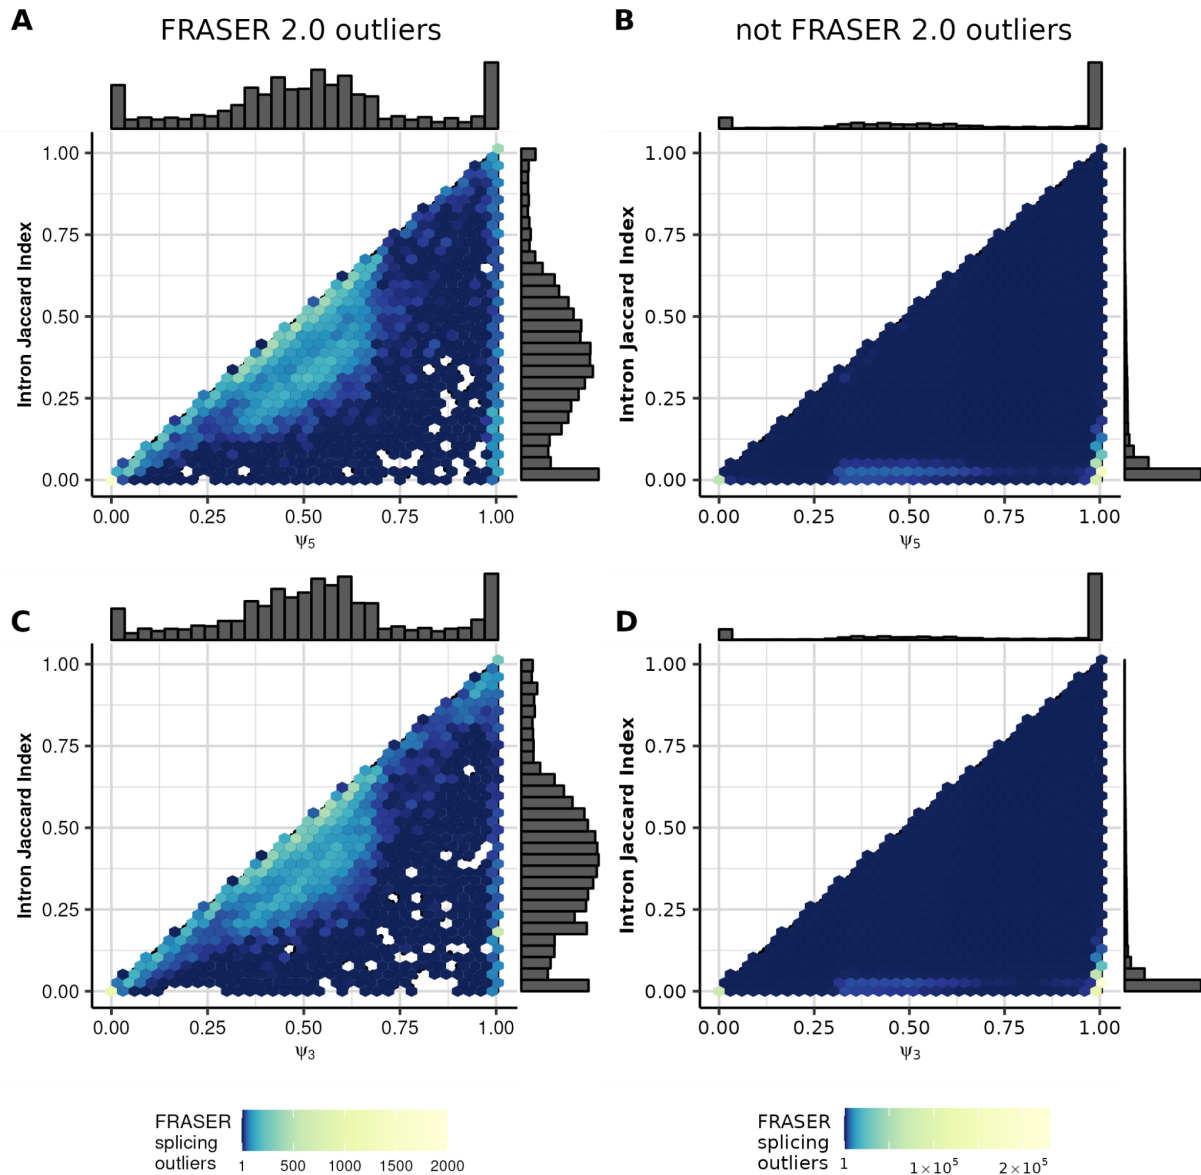 A
FRASER 2.0 outliers
B
not FRASER 2.0 outliers
Intron Jaccard Index
1.00
0.75
0.50
0.25
0.00
0.00 0.25 0.50 0.75 1.00
ψ5
Intron Jaccard Index
1.00
0.75
0.50
0.25
0.00
0.00 0.25 0.50 0.75 1.00
ψ5
C
Intron Jaccard Index
1.00
0.75
0.50
0.25
0.00
0.00 0.25 0.50 0.75 1.00
ψ3
D
Intron Jaccard Index
1.00
0.75
0.50
0.25
0.00
0.00 0.25 0.50 0.75 1.00
ψ3
FRASER
splicing
outliers
1 500 1000 1500 2000
FRASER
splicing
outliers
1 1×10⁵ 2×10⁵